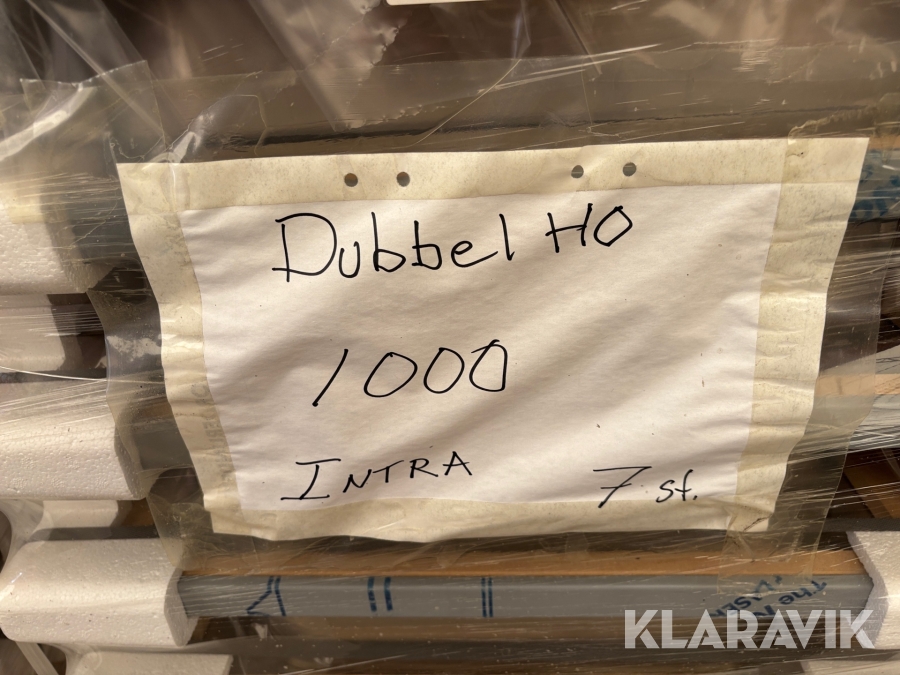 Dubbel HO
1000
INTRA 7 st.
KLARAVIK